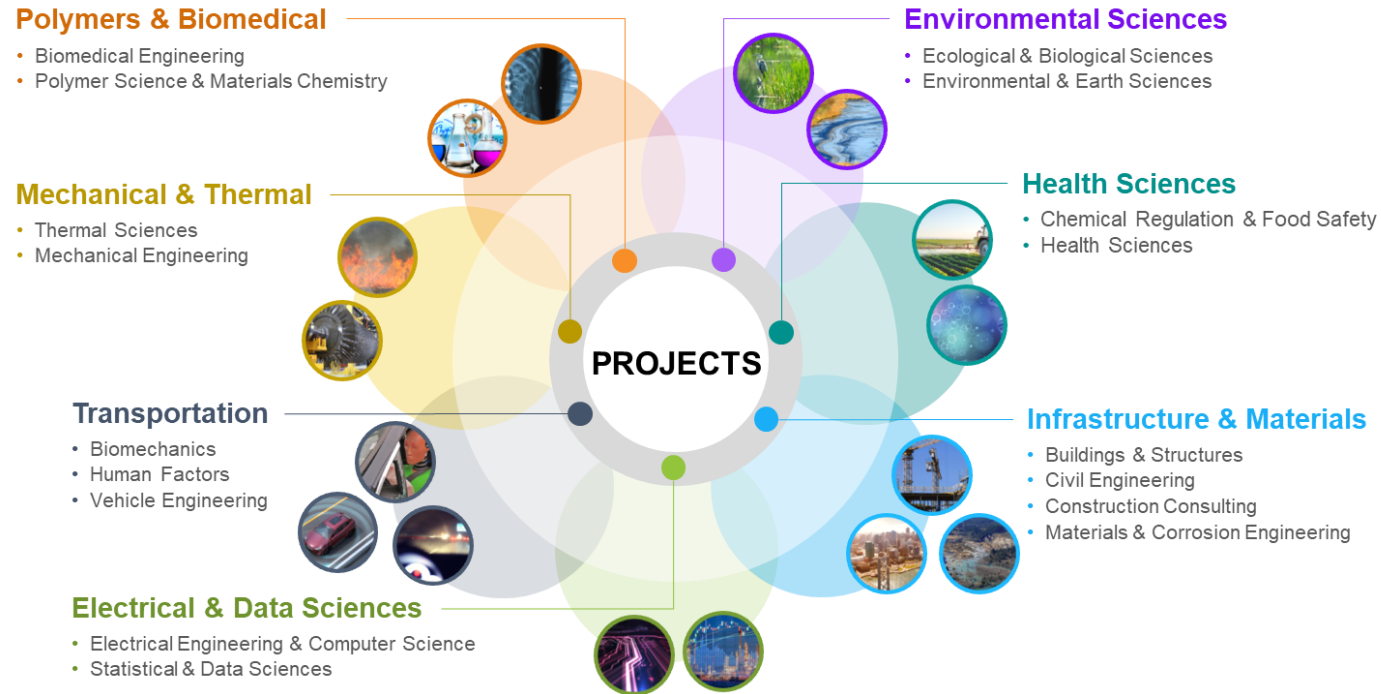 Polymers & Biomedical
• Biomedical Engineering
• Polymer Science & Materials Chemistry
Environmental Sciences
• Ecological & Biological Sciences
• Environmental & Earth Sciences
Mechanical & Thermal
• Thermal Sciences
• Mechanical Engineering
Health Sciences
• Chemical Regulation & Food Safety
• Health Sciences
PROJECTS
Transportation
• Biomechanics
• Human Factors
• Vehicle Engineering
Infrastructure & Materials
• Buildings & Structures
• Civil Engineering
• Construction Consulting
• Materials & Corrosion Engineering
Electrical & Data Sciences
• Electrical Engineering & Computer Science
• Statistical & Data Sciences